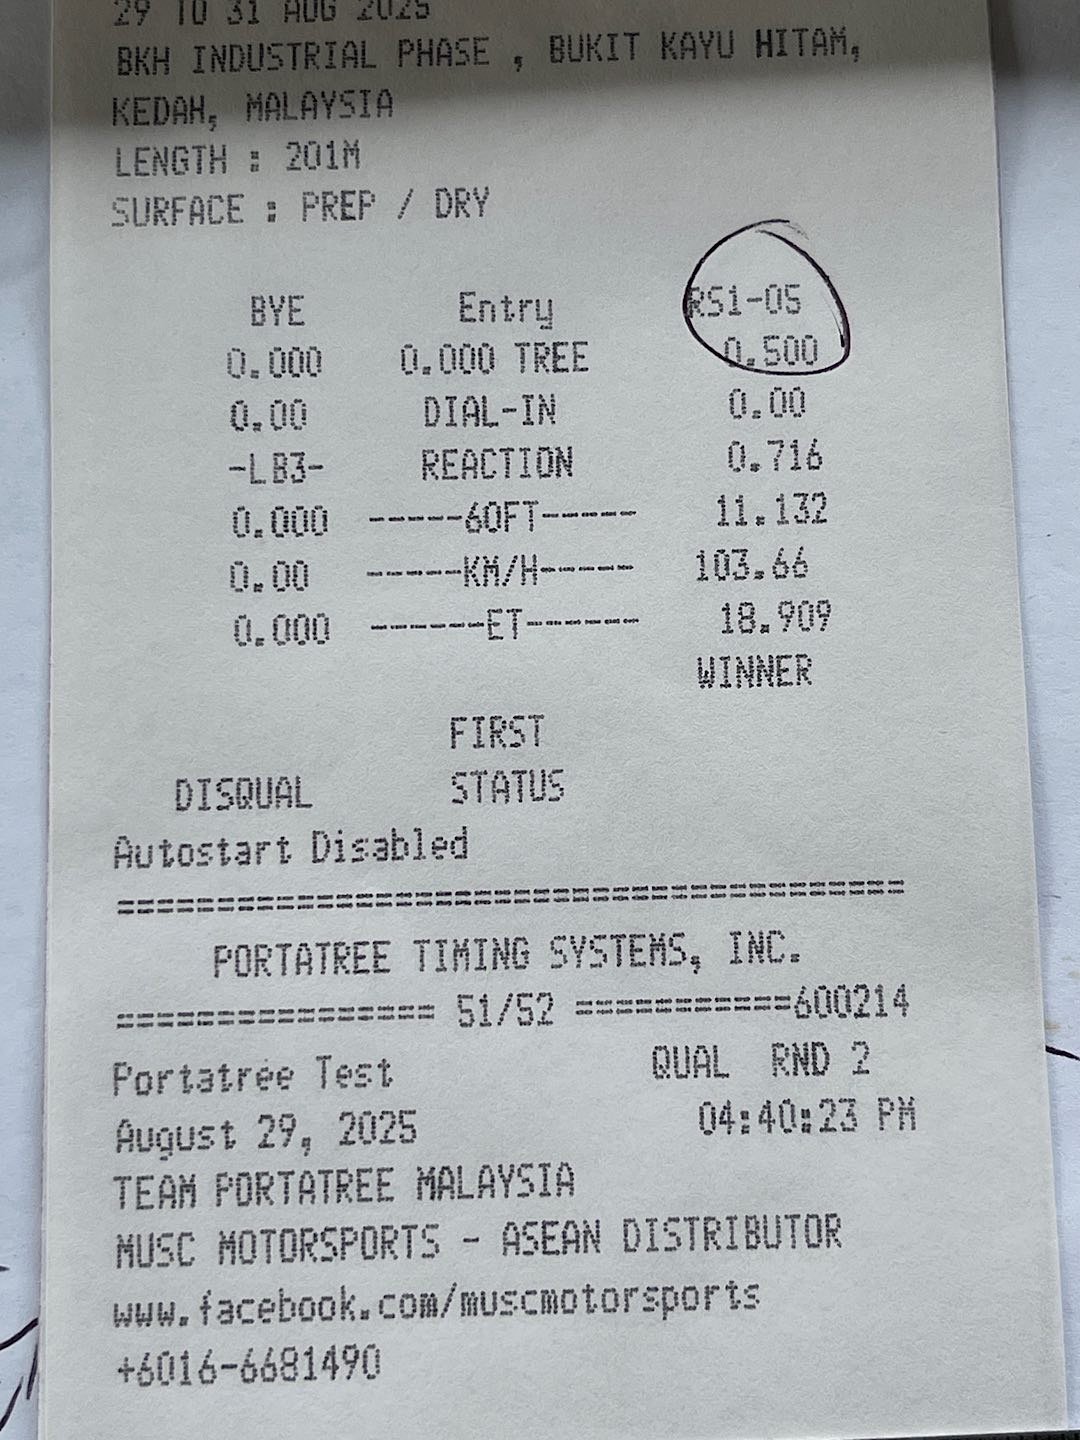 29 TO 31 AUG 2025
BKH INDUSTRIAL PHASE , BUKIT KAYU HITAM,
KEDAH, MALAYSIA
LENGTH : 201M
SURFACE : PREP / DRY
BYE Entry RS1-05
0.000 0.000 TREE 0.500
0.00 DIAL-IN 0.00
-LB3- REACTION 0.716
0.000 -----60FT----- 11.132
0.00 -----KM/H----- 103.66
0.000 ------ET------ 18.909
WINNER
FIRST
DISQUAL STATUS
Autostart Disabled
========================================
PORTATREE TIMING SYSTEMS, INC.
================ 51/52 ===========600214
Portatree Test QUAL RND 2
August 29, 2025 04:40:23 PM
TEAM PORTATREE MALAYSIA
MUSC MOTORSPORTS - ASEAN DISTRIBUTOR
www.facebook.com/muscmotorsports
+6016-6681490